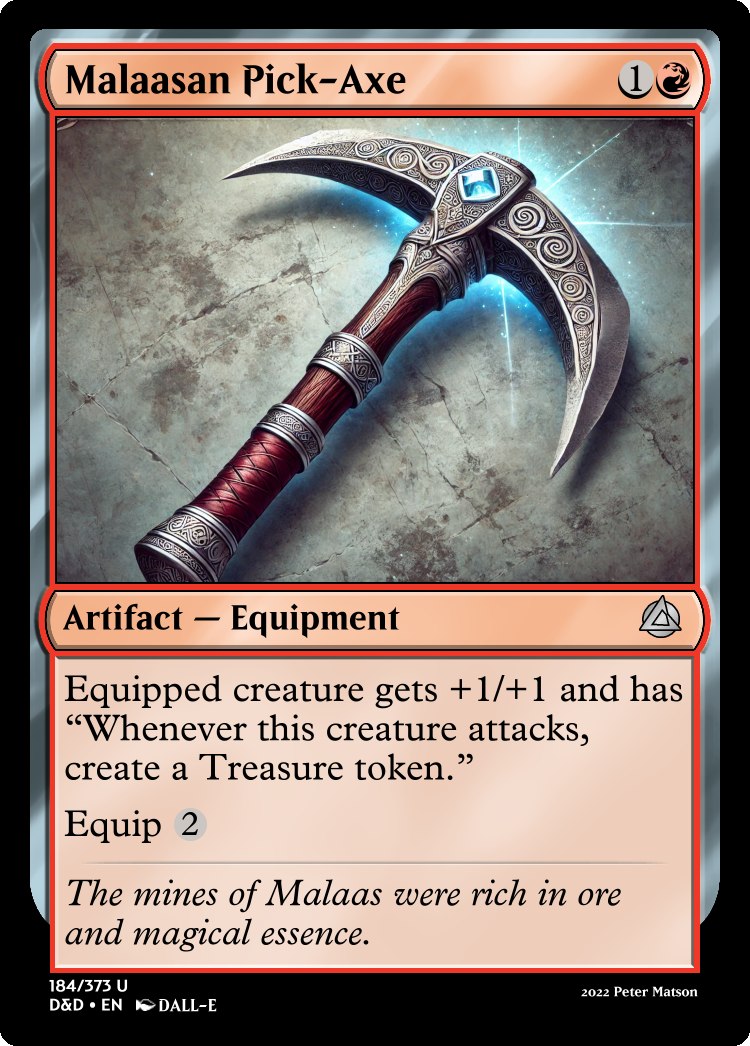 Malaasan Pick-Axe 1
Artifact — Equipment
Equipped creature gets +1/+1 and has
“Whenever this creature attacks,
create a Treasure token.”
Equip 2
The mines of Malaas were rich in ore
and magical essence.
184/373 U
D&D • EN DALL-E
2022 Peter Matson